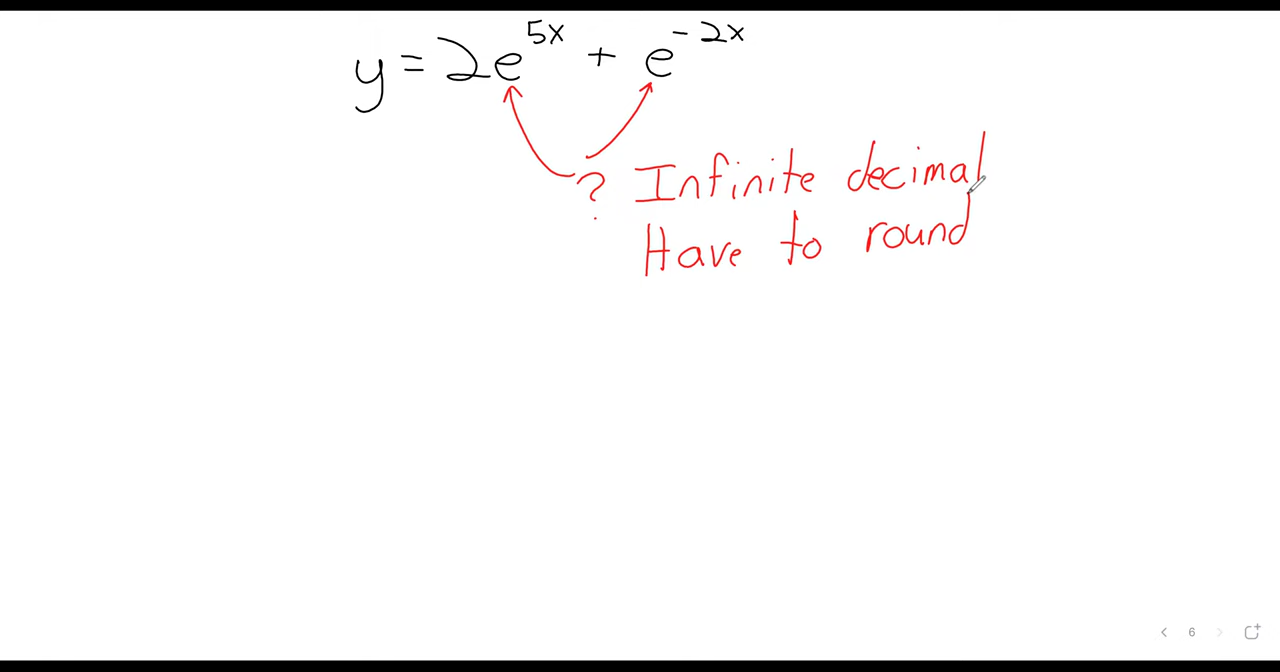 y = 2e^{5x} + e^{-2x}
? Infinite decimal
Have to round
6